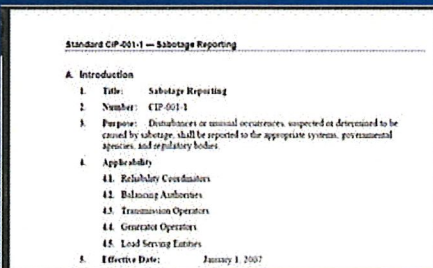 Standard CIP-001-1 — Sabotage Reporting
A. Introduction
1. Title: Sabotage Reporting
2. Number: CIP-001-1
3. Purpose: Disturbances or unusual occurrences, suspected or determined to be
caused by sabotage, shall be reported to the appropriate systems, governmental
agencies, and regulatory bodies.
4. Applicability
4.1. Reliability Coordinators
4.2. Balancing Authorities
4.3. Transmission Operators
4.4. Generator Operators
4.5. Load Serving Entities
5. Effective Date: January 1, 2007